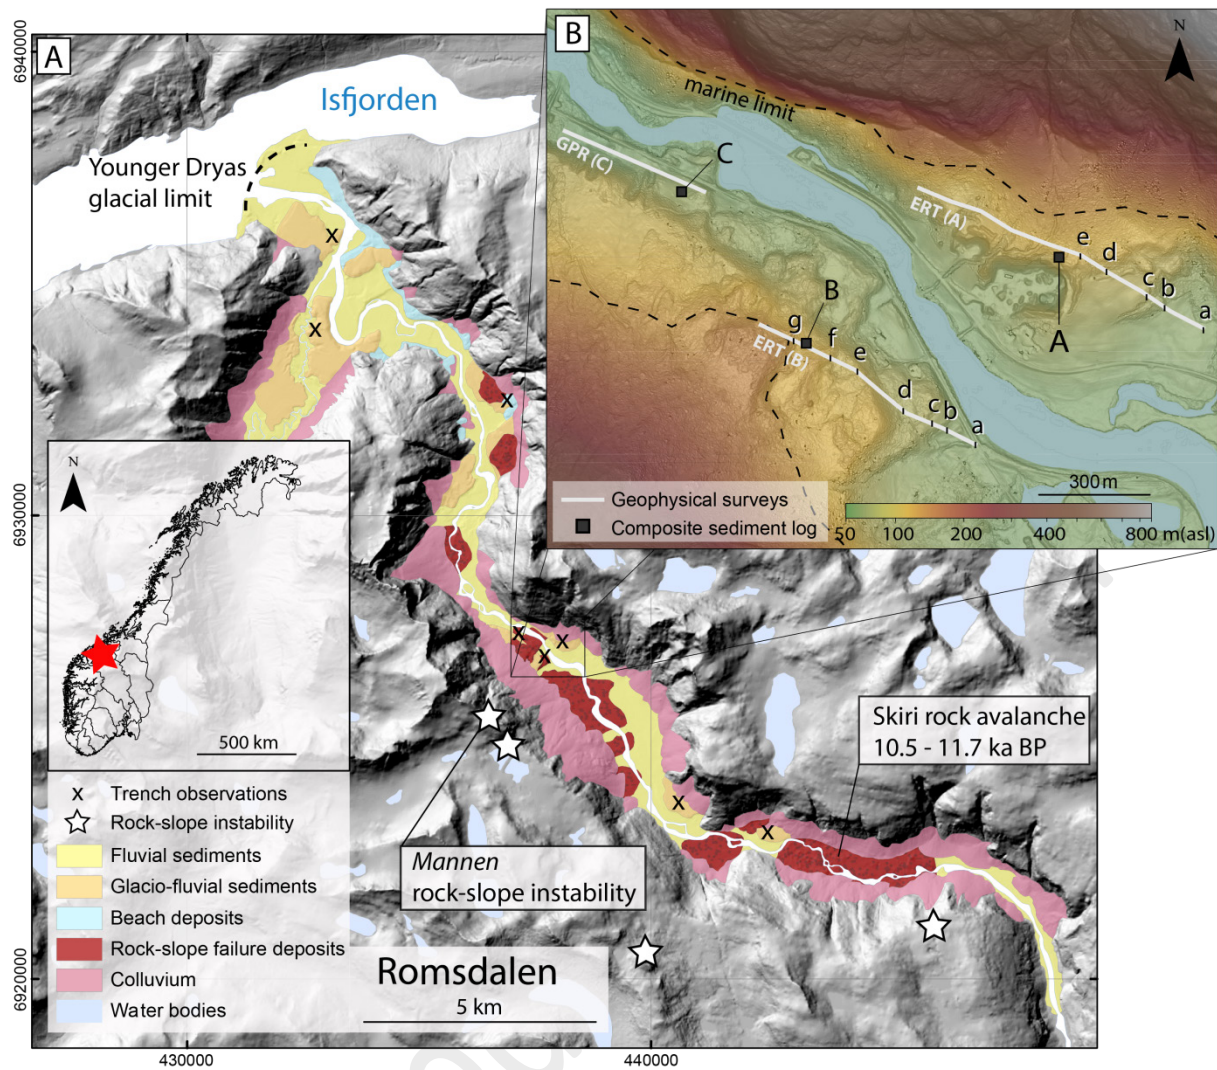 A
6940000
6930000
6920000
430000
440000
Isfjorden
Younger Dryas
glacial limit
N
500 km
x Trench observations
Rock-slope instability
Fluvial sediments
Glacio-fluvial sediments
Beach deposits
Rock-slope failure deposits
Colluvium
Water bodies
Romsdalen
5 km
Mannen
rock-slope instability
Skiri rock avalanche
10.5 - 11.7 ka BP
x
x
x
x
x
x
x
x
B
N
marine limit
GPR (C)
C
ERT (A)
e
d
c
b
a
A
B
g
f
e
d
c
b
a
ERT (B)
Geophysical surveys
Composite sediment log
300 m
50 100 200 400 800 m(asl)